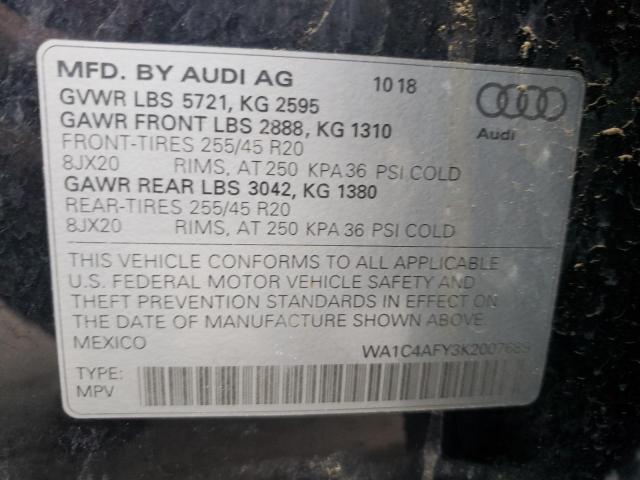 MFD. BY AUDI AG 10 18
GVWR LBS 5721, KG 2595
GAWR FRONT LBS 2888, KG 1310
Audi
FRONT-TIRES 255/45 R20
8JX20 RIMS, AT 250 KPA 36 PSI COLD
GAWR REAR LBS 3042, KG 1380
REAR-TIRES 255/45 R20
8JX20 RIMS, AT 250 KPA 36 PSI COLD
THIS VEHICLE CONFORMS TO ALL APPLICABLE
U.S. FEDERAL MOTOR VEHICLE SAFETY AND
THEFT PREVENTION STANDARDS IN EFFECT ON
THE DATE OF MANUFACTURE SHOWN ABOVE.
MEXICO WA1C4AFY3K2007689
TYPE:
MPV